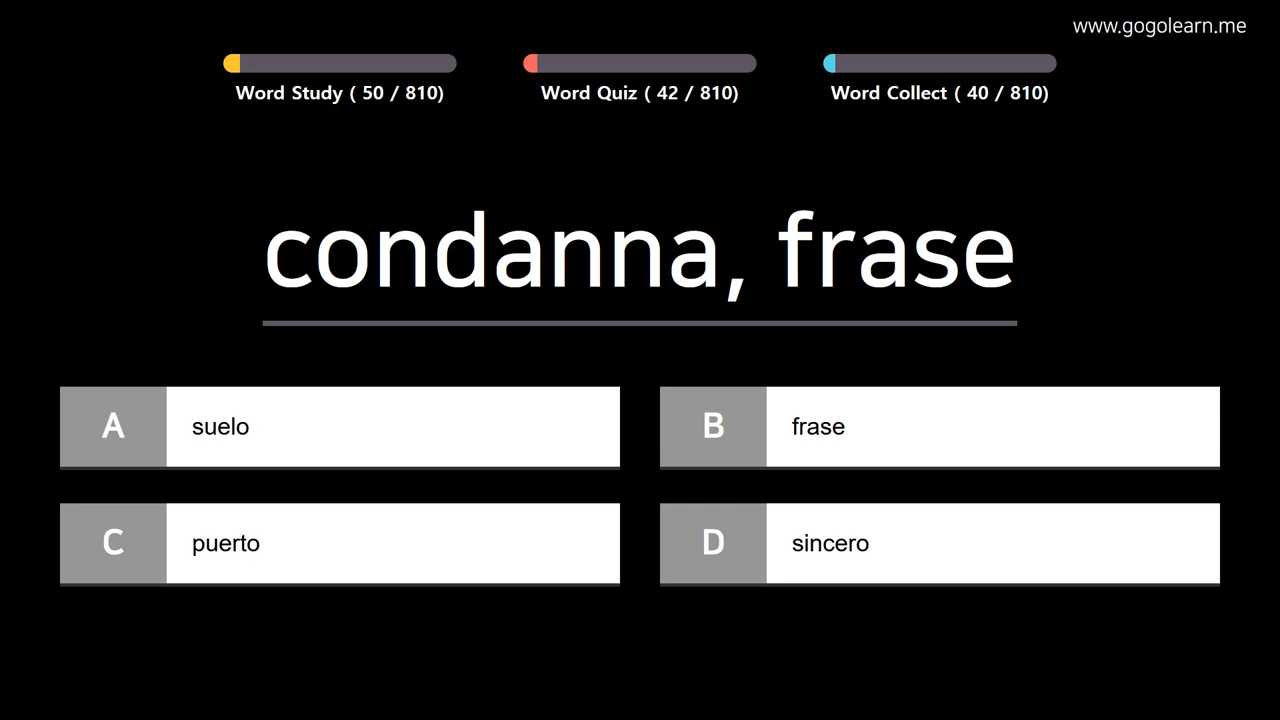 www.gogolearn.me
Word Study ( 50 / 810)
Word Quiz ( 42 / 810)
Word Collect ( 40 / 810)
condanna, frase
A suelo
B frase
C puerto
D sincero